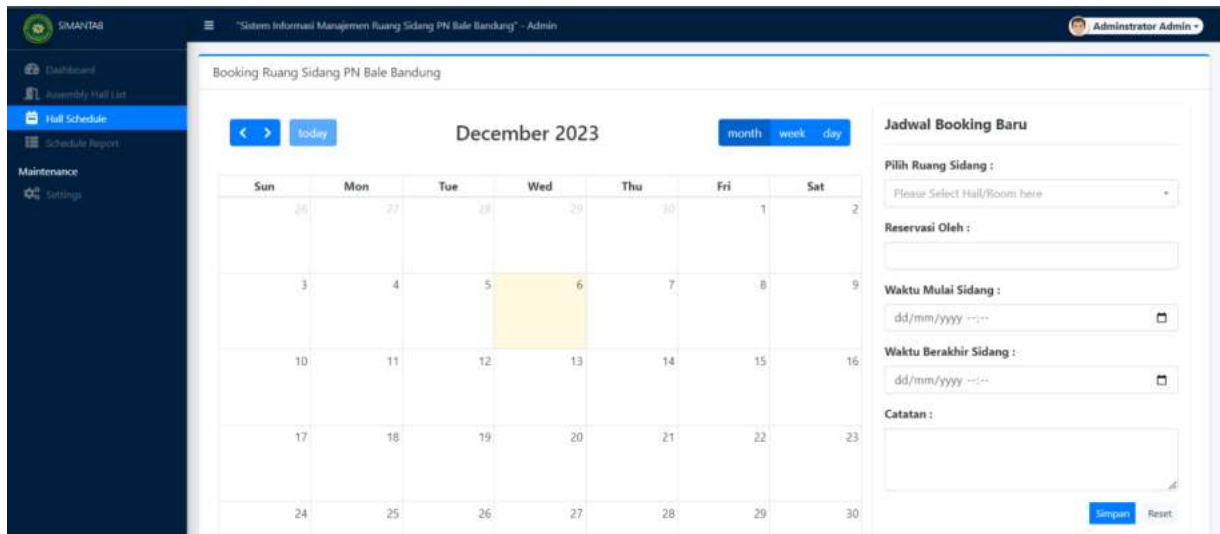 SIMANTAB
"Sistem Informasi Manajemen Ruang Sidang PN Bale Bandung" - Admin
Adminstrator Admin
Dashboard
Assembly Hall List
Hall Schedule
Schedule Report
Maintenance
Settings
Booking Ruang Sidang PN Bale Bandung
today
December 2023
month week day
Sun Mon Tue Wed Thu Fri Sat
26 27 28 29 30 1 2
3 4 5 6 7 8 9
10 11 12 13 14 15 16
17 18 19 20 21 22 23
24 25 26 27 28 29 30
Jadwal Booking Baru
Pilih Ruang Sidang :
Please Select Hall/Room here
Reservasi Oleh :
Waktu Mulai Sidang :
dd/mm/yyyy --:--
Waktu Berakhir Sidang :
dd/mm/yyyy --:--
Catatan :
Simpan Reset